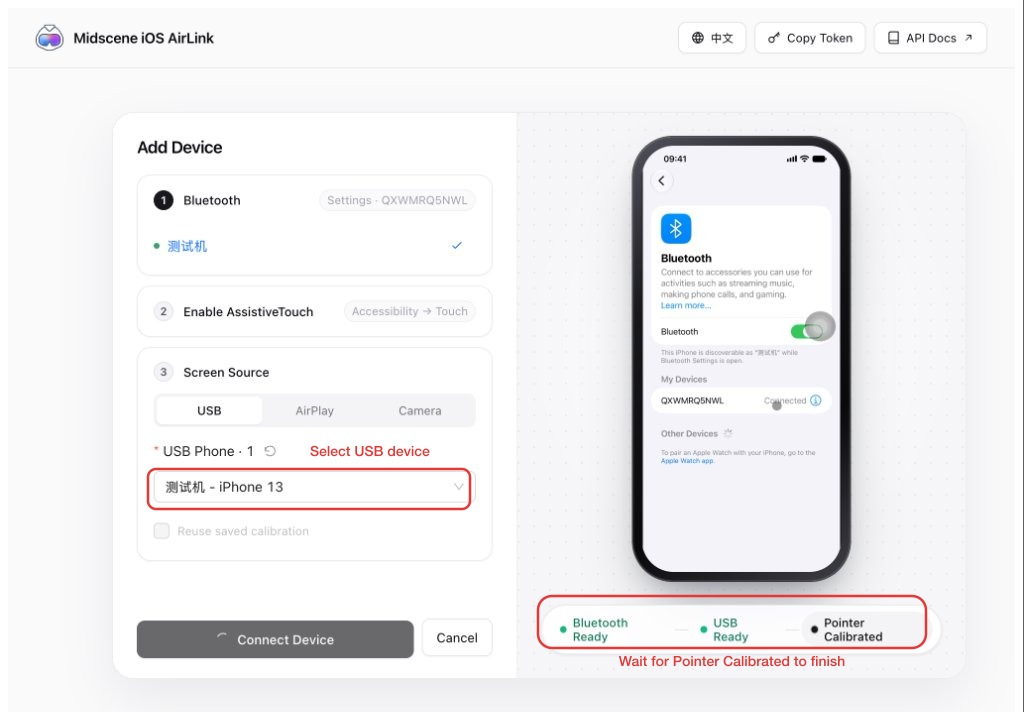 Midscene iOS AirLink
中文
Copy Token
API Docs
Add Device
1
Bluetooth
Settings · QXWMRQ5NWL
测试机
2
Enable AssistiveTouch
Accessibility → Touch
3
Screen Source
USB
AirPlay
Camera
* USB Phone · 1
Select USB device
测试机 - iPhone 13
Reuse saved calibration
Connect Device
Cancel
09:41
Bluetooth
Connect to accessories you can use for
activities such as streaming music,
making phone calls, and gaming.
Learn more...
Bluetooth
This iPhone is discoverable as "测试机" while
Bluetooth Settings is open.
My Devices
QXWMRQ5NWL
Connected
Other Devices
To pair an Apple Watch with your iPhone, go to the
Apple Watch app.
Bluetooth
Ready
USB
Ready
Pointer
Calibrated
Wait for Pointer Calibrated to finish